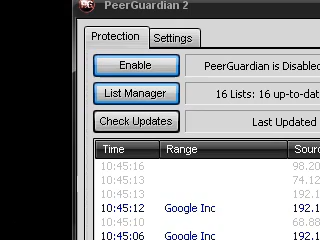 PG PeerGuardian 2
Protection Settings
Enable PeerGuardian is Disabled
List Manager 16 Lists: 16 up-to-dat
Check Updates Last Updated
Time Range Sourc
10:45:16 98.20
10:45:13 74.12
10:45:13 192.1
10:45:12 Google Inc 192.1
10:45:10 68.88
10:45:06 Google Inc 192.1